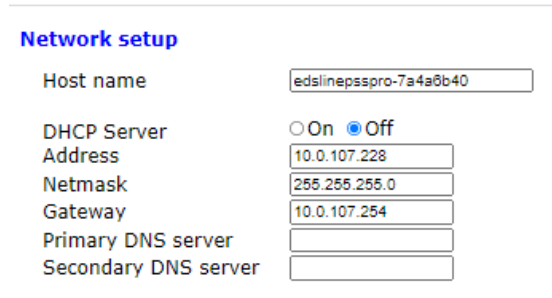 Network setup
Host name edslinepsspro-7a4a6b40
DHCP Server On Off
Address 10.0.107.228
Netmask 255.255.255.0
Gateway 10.0.107.254
Primary DNS server
Secondary DNS server